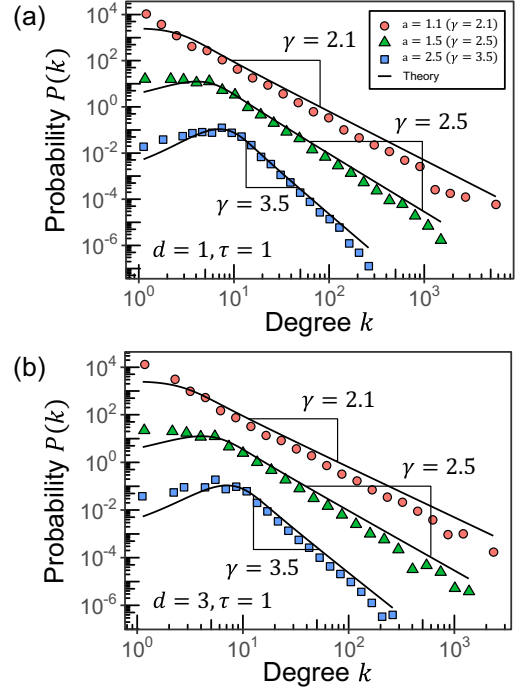 (a)
a = 1.1 (γ = 2.1)
a = 1.5 (γ = 2.5)
a = 2.5 (γ = 3.5)
Theory
γ = 2.1
γ = 2.5
γ = 3.5
d = 1, τ = 1
Probability P(k)
10^4
10^2
10^0
10^-2
10^-4
10^-6
10^0 10^1 10^2 10^3
Degree k
(b)
γ = 2.1
γ = 2.5
γ = 3.5
d = 3, τ = 1
Probability P(k)
10^4
10^2
10^0
10^-2
10^-4
10^-6
10^0 10^1 10^2 10^3
Degree k